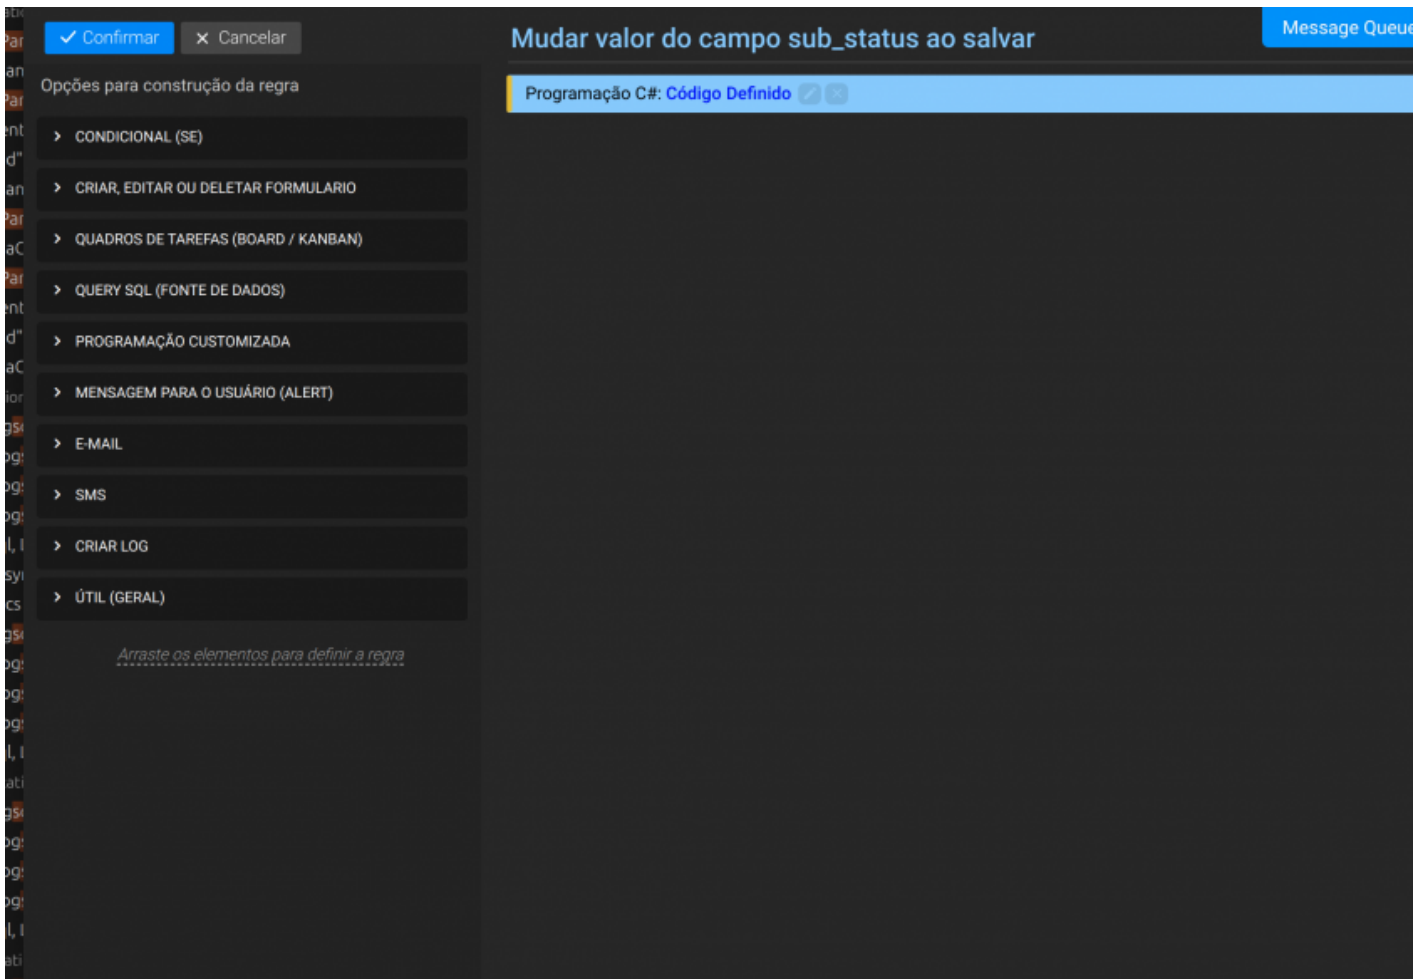 Confirmar
Cancelar
Mudar valor do campo sub_status ao salvar
Message Queue
Opções para construção da regra
Programação C#: Código Definido
CONDICIONAL (SE)
CRIAR, EDITAR OU DELETAR FORMULARIO
QUADROS DE TAREFAS (BOARD / KANBAN)
QUERY SQL (FONTE DE DADOS)
PROGRAMAÇÃO CUSTOMIZADA
MENSAGEM PARA O USUÁRIO (ALERT)
E-MAIL
SMS
CRIAR LOG
ÚTIL (GERAL)
Arraste os elementos para definir a regra